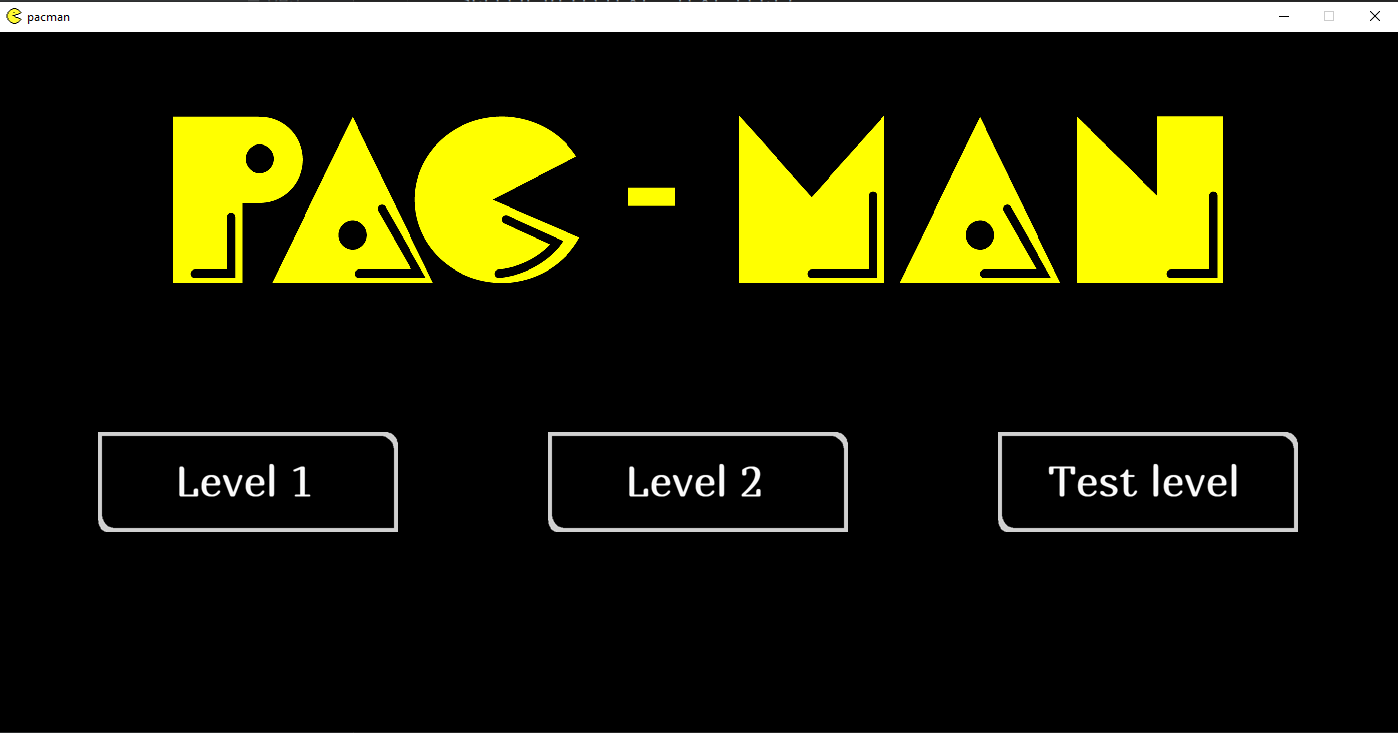 pacman
PAC-MAN
Level 1
Level 2
Test level